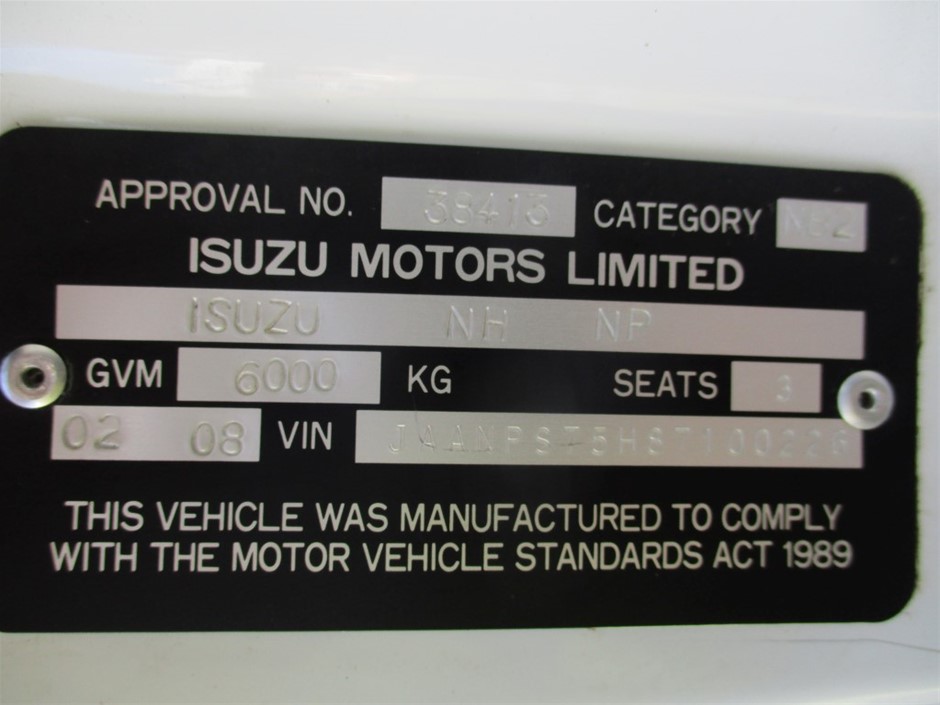 APPROVAL NO. 38413 CATEGORY NB2
ISUZU MOTORS LIMITED
ISUZU NH NP
GVM 6000 KG SEATS 3
02 08 VIN
THIS VEHICLE WAS MANUFACTURED TO COMPLY
WITH THE MOTOR VEHICLE STANDARDS ACT 1989